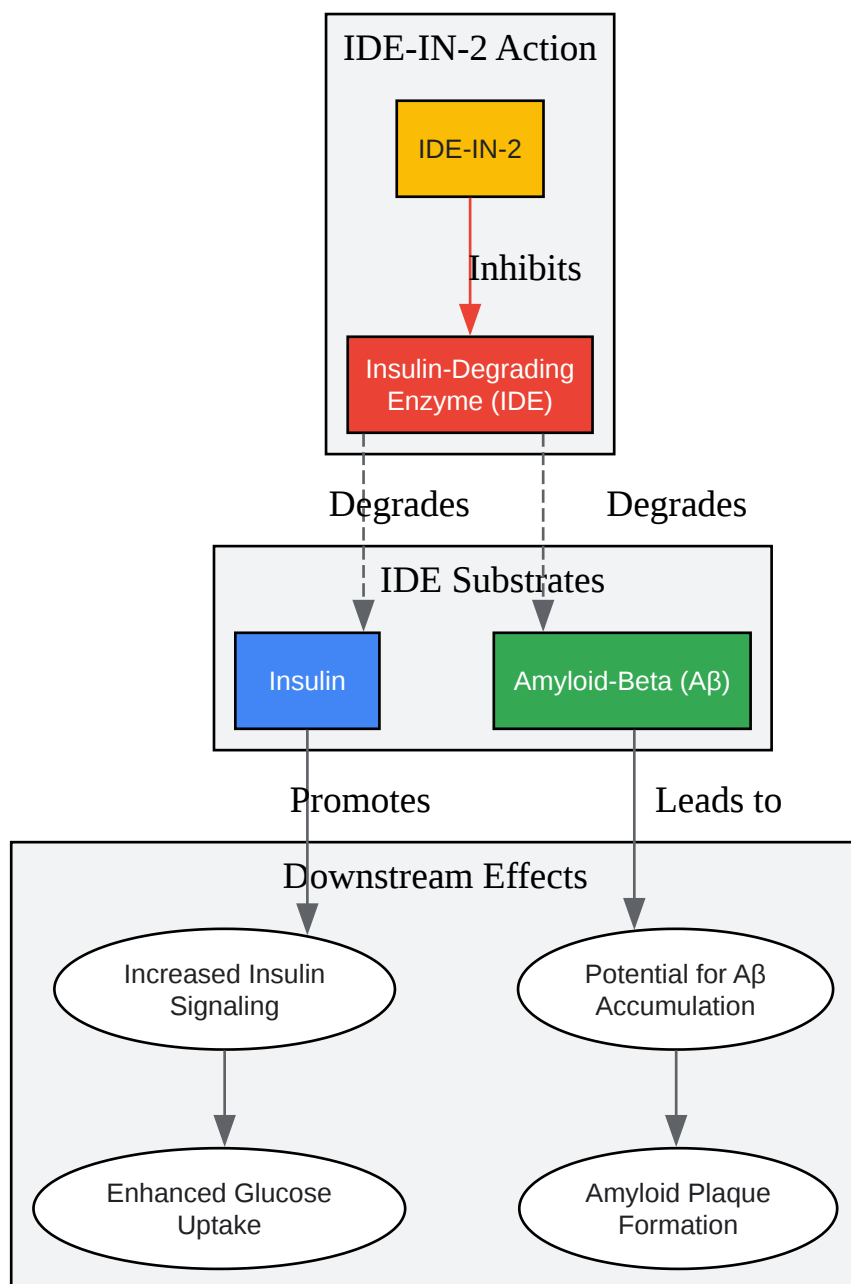 IDE-IN-2 Action
IDE-IN-2
Inhibits
Insulin-Degrading
Enzyme (IDE)
Degrades
Degrades
IDE Substrates
Insulin
Amyloid-Beta (Aβ)
Promotes
Leads to
Downstream Effects
Increased Insulin
Signaling
Potential for Aβ
Accumulation
Enhanced Glucose
Uptake
Amyloid Plaque
Formation